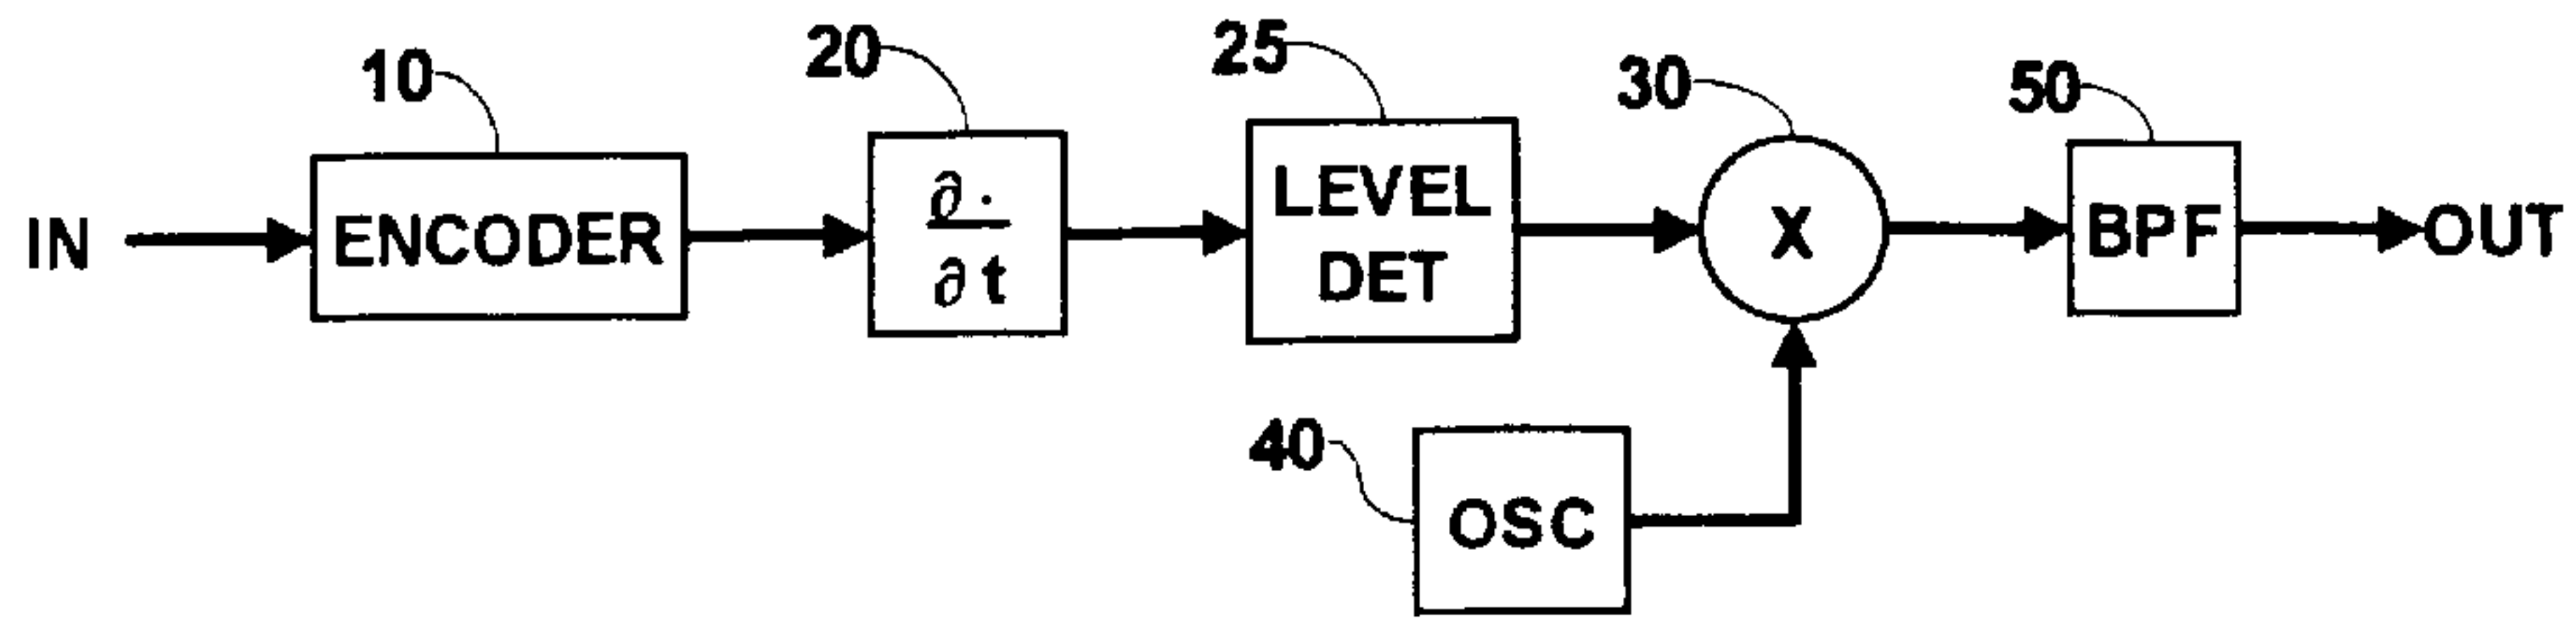 10
20
25
30
50
IN
ENCODER
∂·
∂t
LEVEL
DET
X
BPF
OUT
40
OSC